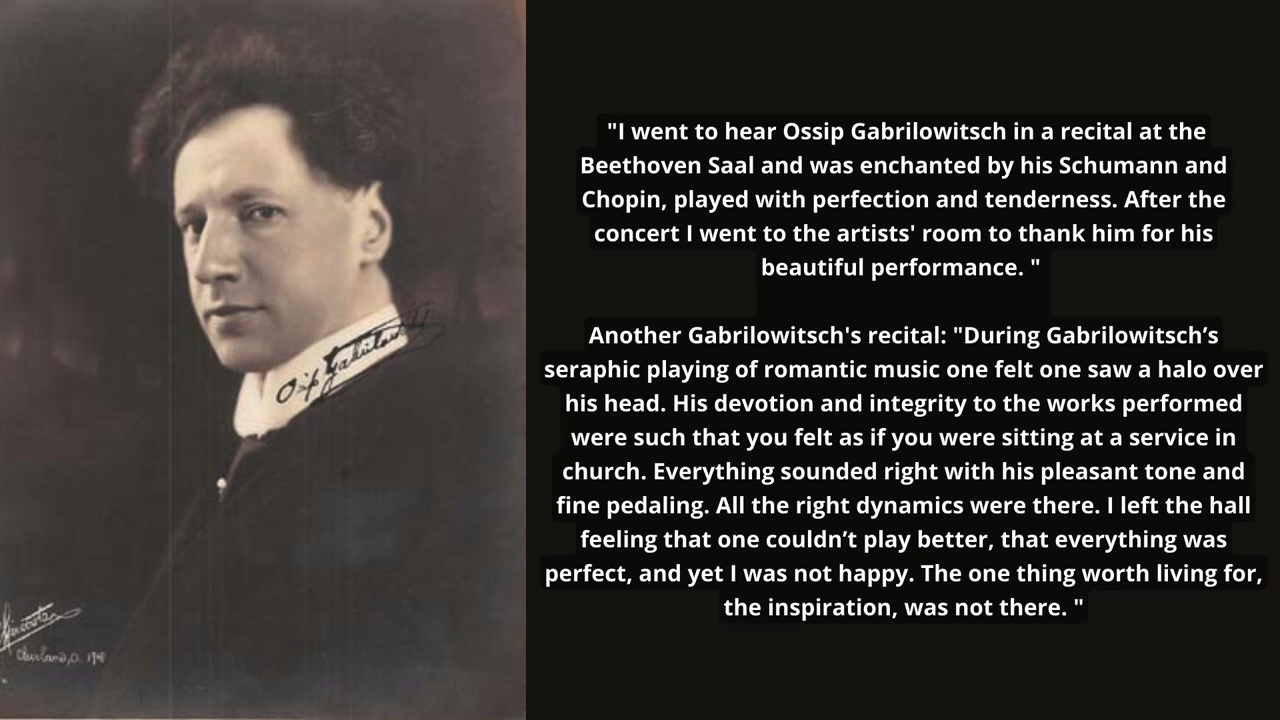 Ossip Gabrilowitsch
Cleveland, O.
"I went to hear Ossip Gabrilowitsch in a recital at the
Beethoven Saal and was enchanted by his Schumann and
Chopin, played with perfection and tenderness. After the
concert I went to the artists' room to thank him for his
beautiful performance. "
Another Gabrilowitsch's recital: "During Gabrilowitsch’s
seraphic playing of romantic music one felt one saw a halo over
his head. His devotion and integrity to the works performed
were such that you felt as if you were sitting at a service in
church. Everything sounded right with his pleasant tone and
fine pedaling. All the right dynamics were there. I left the hall
feeling that one couldn’t play better, that everything was
perfect, and yet I was not happy. The one thing worth living for,
the inspiration, was not there. "